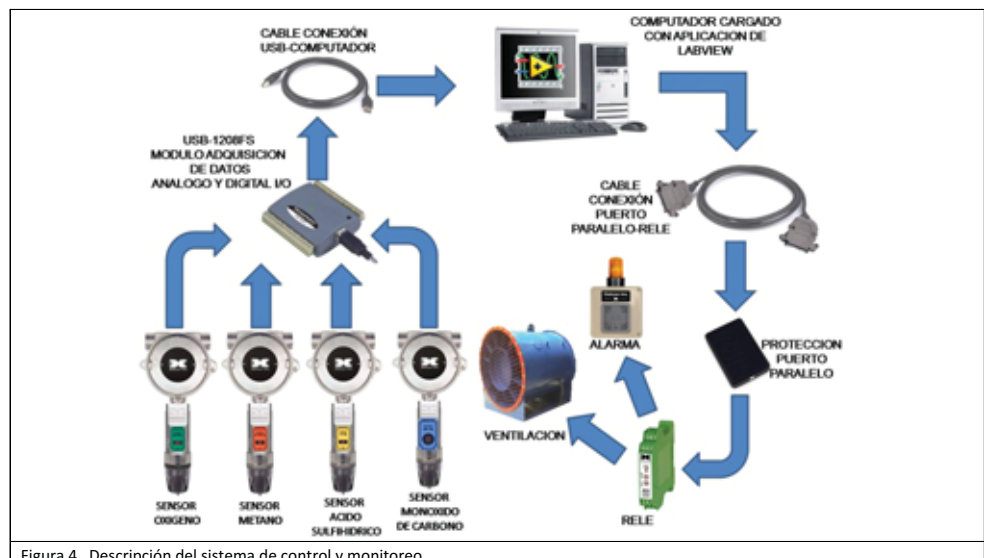 CABLE CONEXIÓN
USB-COMPUTADOR
COMPUTADOR CARGADO
CON APLICACION DE
LABVIEW
USB-1208FS
MODULO ADQUISICION
DE DATOS
ANALOGO Y DIGITAL I/O
CABLE
CONEXIÓN
PUERTO
PARALELO-RELE
ALARMA
PROTECCION
PUERTO
PARALELO
VENTILACION
RELE
SENSOR
OXIGENO
SENSOR
METANO
SENSOR
ACIDO
SULFIHIDRICO
SENSOR
MONOXIDO
DE CARBONO
Figura 4. Descripción del sistema de control y monitoreo